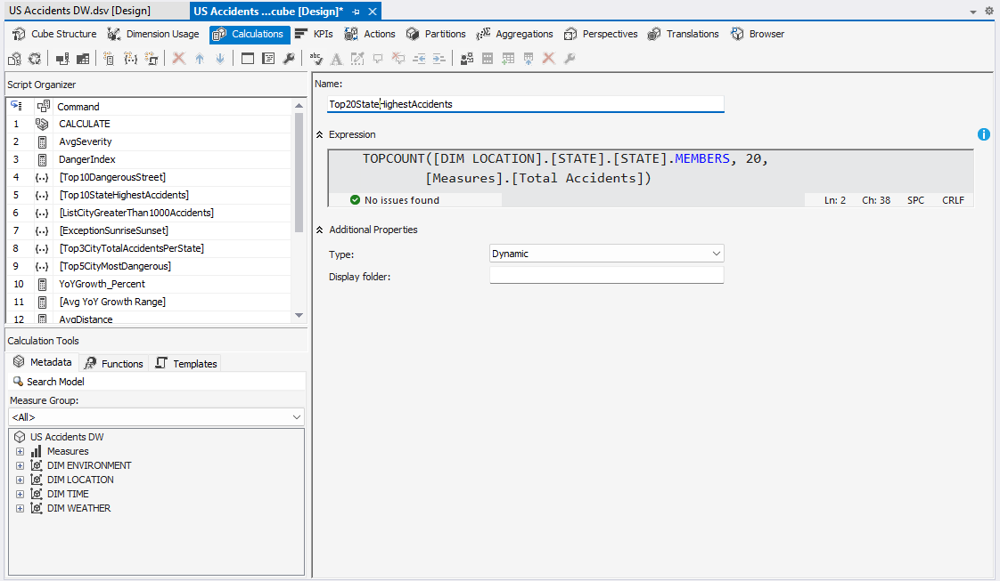 US Accidents DW.dsv [Design]
US Accidents ...cube [Design]*
Cube Structure
Dimension Usage
Calculations
KPIs
Actions
Partitions
Aggregations
Perspectives
Translations
Browser
Script Organizer
Command
1 CALCULATE
2 AvgSeverity
3 DangerIndex
4 [Top10DangerousStreet]
5 [Top10StateHighestAccidents]
6 [ListCityGreaterThan1000Accidents]
7 [ExceptionSunriseSunset]
8 [Top3CityTotalAccidentsPerState]
9 [Top5CityMostDangerous]
10 YoYGrowth_Percent
11 [Avg YoY Growth Range]
12 AvgDistance
Calculation Tools
Metadata
Functions
Templates
Search Model
Measure Group:
<All>
US Accidents DW
Measures
DIM ENVIRONMENT
DIM LOCATION
DIM TIME
DIM WEATHER
Name:
Top20StateHighestAccidents
Expression
TOPCOUNT([DIM LOCATION].[STATE].[STATE].MEMBERS, 20,
[Measures].[Total Accidents])
No issues found
Ln: 2 Ch: 38 SPC CRLF
Additional Properties
Type:
Dynamic
Display folder: